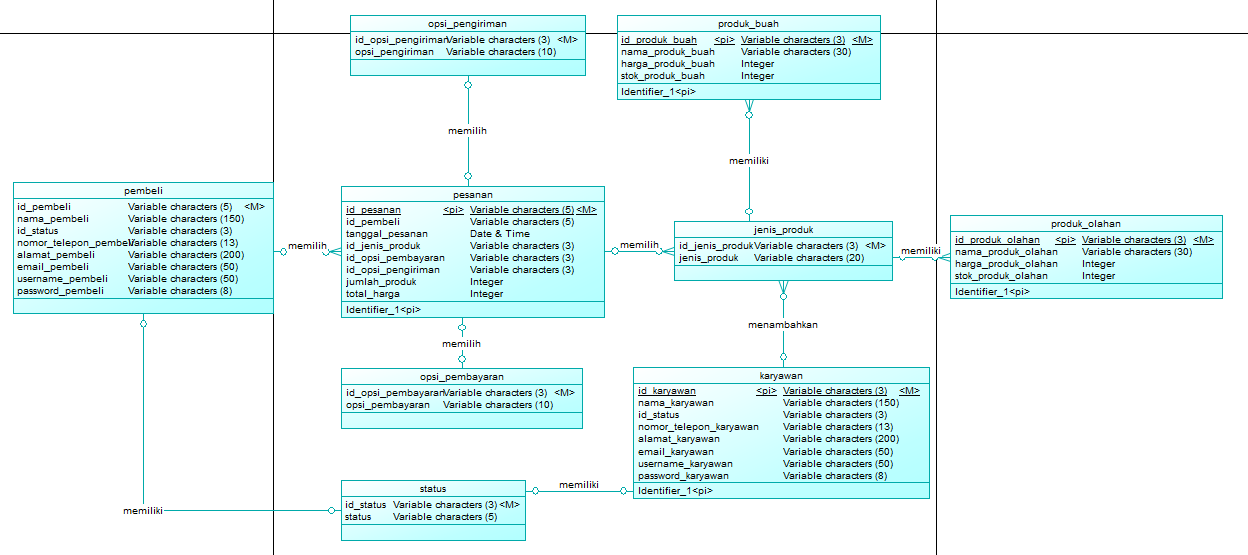 opsi_pengiriman
id_opsi_pengiriman Variable characters (3) <M>
opsi_pengiriman Variable characters (10)
produk_buah
id_produk_buah <pi> Variable characters (3) <M>
nama_produk_buah Variable characters (30)
harga_produk_buah Integer
stok_produk_buah Integer
Identifier_1<pi>
memilih
memiliki
pembeli
id_pembeli Variable characters (5) <M>
nama_pembeli Variable characters (150)
id_status Variable characters (3)
nomor_telepon_pembeli Variable characters (13)
alamat_pembeli Variable characters (200)
email_pembeli Variable characters (50)
username_pembeli Variable characters (50)
password_pembeli Variable characters (8)
memilih
pesanan
id_pesanan <pi> Variable characters (5) <M>
id_pembeli Variable characters (5)
tanggal_pesanan Date & Time
id_jenis_produk Variable characters (3)
id_opsi_pembayaran Variable characters (3)
id_opsi_pengiriman Variable characters (3)
jumlah_produk Integer
total_harga Integer
Identifier_1<pi>
memilih
jenis_produk
id_jenis_produk Variable characters (3) <M>
jenis_produk Variable characters (20)
memiliki
produk_olahan
id_produk_olahan <pi> Variable characters (3) <M>
nama_produk_olahan Variable characters (30)
harga_produk_olahan Integer
stok_produk_olahan Integer
Identifier_1<pi>
memilih
menambahkan
opsi_pembayaran
id_opsi_pembayaran Variable characters (3) <M>
opsi_pembayaran Variable characters (10)
karyawan
id_karyawan <pi> Variable characters (3) <M>
nama_karyawan Variable characters (150)
id_status Variable characters (3)
nomor_telepon_karyawan Variable characters (13)
alamat_karyawan Variable characters (200)
email_karyawan Variable characters (50)
username_karyawan Variable characters (50)
password_karyawan Variable characters (8)
Identifier_1<pi>
memiliki
status
id_status Variable characters (3) <M>
status Variable characters (5)
memiliki